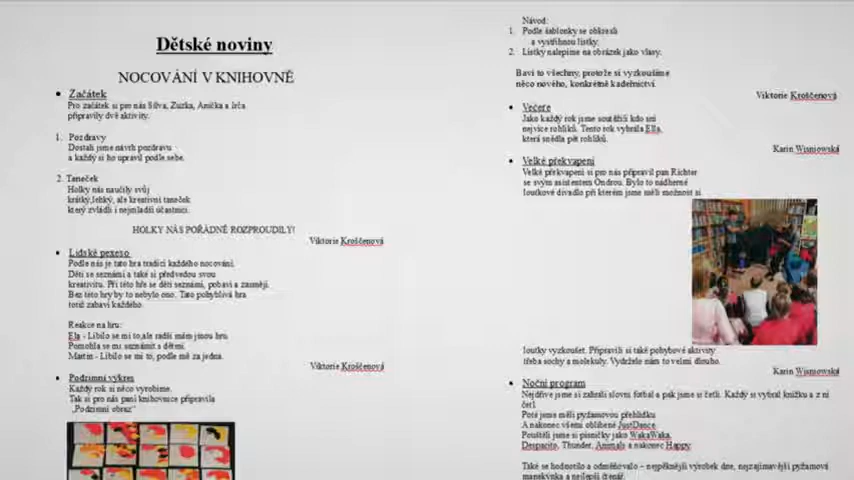 Dětské noviny
NOCOVÁNÍ V KNIHOVNĚ
Začátek
Pro začátek si pro nás Silva, Zuzka, Anička a Irča
připravily dvě aktivity.
1. Pozdravy
Dostali jsme návrh pozdravu
a každý si ho upravil podle sebe.
2. Taneček
Holky nás naučily svůj
krátký, lehký, ale kreativní taneček
který zvládli i nejmladší účastníci.
HOLKY NÁS POŘÁDNĚ ROZPROUDILY!
Viktorie Kroščenová
Lidské pexeso
Podle nás je tato hra tradicí každého nocování.
Děti se seznámí a také si předvedou svou
kreativitu. Při této hře se děti seznámí, pobaví a zasmějí.
Bez této hry by to nebylo ono. Tato pohyblivá hra
totiž zabaví každého.
Reakce na hru:
Ela - Líbilo se mi to, ale radši mám jinou hru.
Pomohla se mi seznámit s dětmi.
Martin - Líbilo se mi to, podle mě za jedna.
Viktorie Kroščenová
Podzimní výkres
Každý rok si něco vyrobíme.
Tak si pro nás paní knihovnice připravila
„Podzimní obraz"
Návod:
1. Podle šablonky se obkreslí
a vystřihnou lístky.
2. Lístky nalepíme na obrázek jako vlasy.
Baví to všechny, protože si vyzkoušíme
něco nového, konkrétně kadeřnictví.
Viktorie Kroščenová
Večeře
Jako každý rok jsme soutěžili kdo sní
nejvíce rohlíků. Tento rok vyhrála Ella,
která snědla pět rohlíků.
Karin Wisniowská
Velké překvapení
Velké překvapení si pro nás připravil pan Richter
se svým asistentem Ondrou. Bylo to nádherné
loutkové divadlo při kterém jsme měli možnost si
loutky vyzkoušet. Připravili si také pohybové aktivity
třeba sochy a molekuly. Vydrželo nám to velmi dlouho.
Karin Wisniowská
Noční program
Nejdříve jsme si zahráli slovní fotbal a pak jsme si četli. Každý si vybral knížku a z ní
četl.
Poté jsme měli pyžamovou přehlídku
A nakonec všemi oblíbené JustDance.
Pouštěli jsme si písničky jako WakaWaka,
Despacito, Thunder, Animals a nakonec Happy.
Také se hodnotilo a odměňovalo – nejpěknější výrobek dne, nejzajímavější pyžamová
manekýnka a nejlepší čtenář.